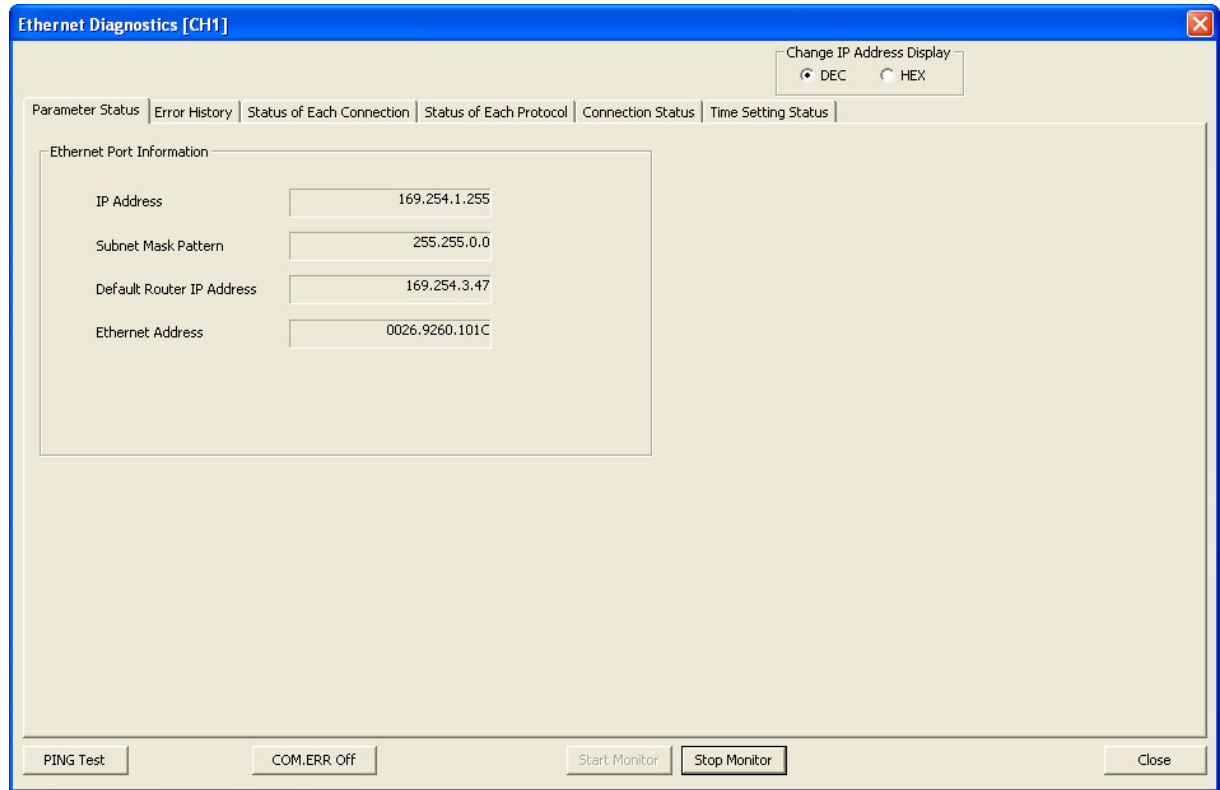 Ethernet Diagnostics [CH1]
Change IP Address Display
DEC HEX
Parameter Status Error History Status of Each Connection Status of Each Protocol Connection Status Time Setting Status
Ethernet Port Information
IP Address 169.254.1.255
Subnet Mask Pattern 255.255.0.0
Default Router IP Address 169.254.3.47
Ethernet Address 0026.9260.101C
PING Test COM.ERR Off Start Monitor Stop Monitor Close